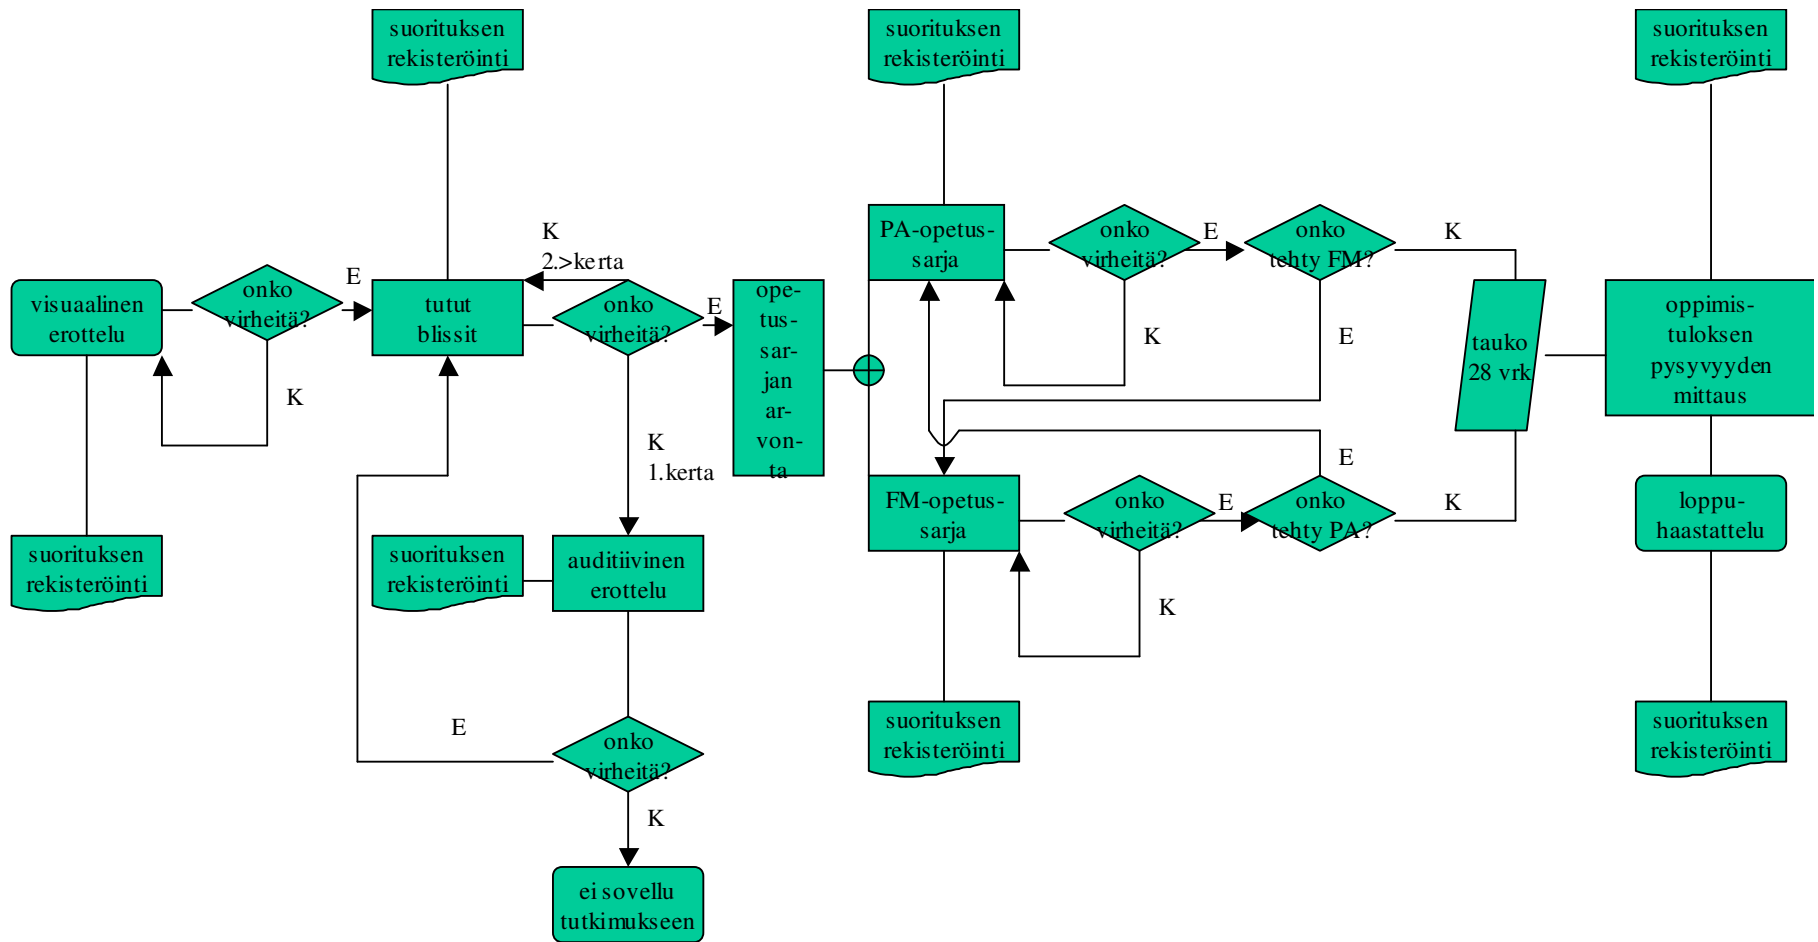 suorituksen
rekisteröinti
suorituksen
rekisteröinti
suorituksen
rekisteröinti
visuaalinen
erottelu
onko
virheitä?
E
K
tutut
blissit
K
2.>kerta
onko
virheitä?
E
K
1.kerta
ope-
tus-
sar-
jan
ar-
von-
ta
PA-opetus-
sarja
onko
virheitä?
E
K
onko
tehty FM?
K
E
tauko
28 vrk
oppimis-
tuloksen
pysyvyyden
mittaus
FM-opetus-
sarja
onko
virheitä?
E
K
onko
tehty PA?
E
K
loppu-
haastattelu
suorituksen
rekisteröinti
suorituksen
rekisteröinti
auditiivinen
erottelu
E
onko
virheitä?
K
ei sovellu
tutkimukseen
suorituksen
rekisteröinti
suorituksen
rekisteröinti